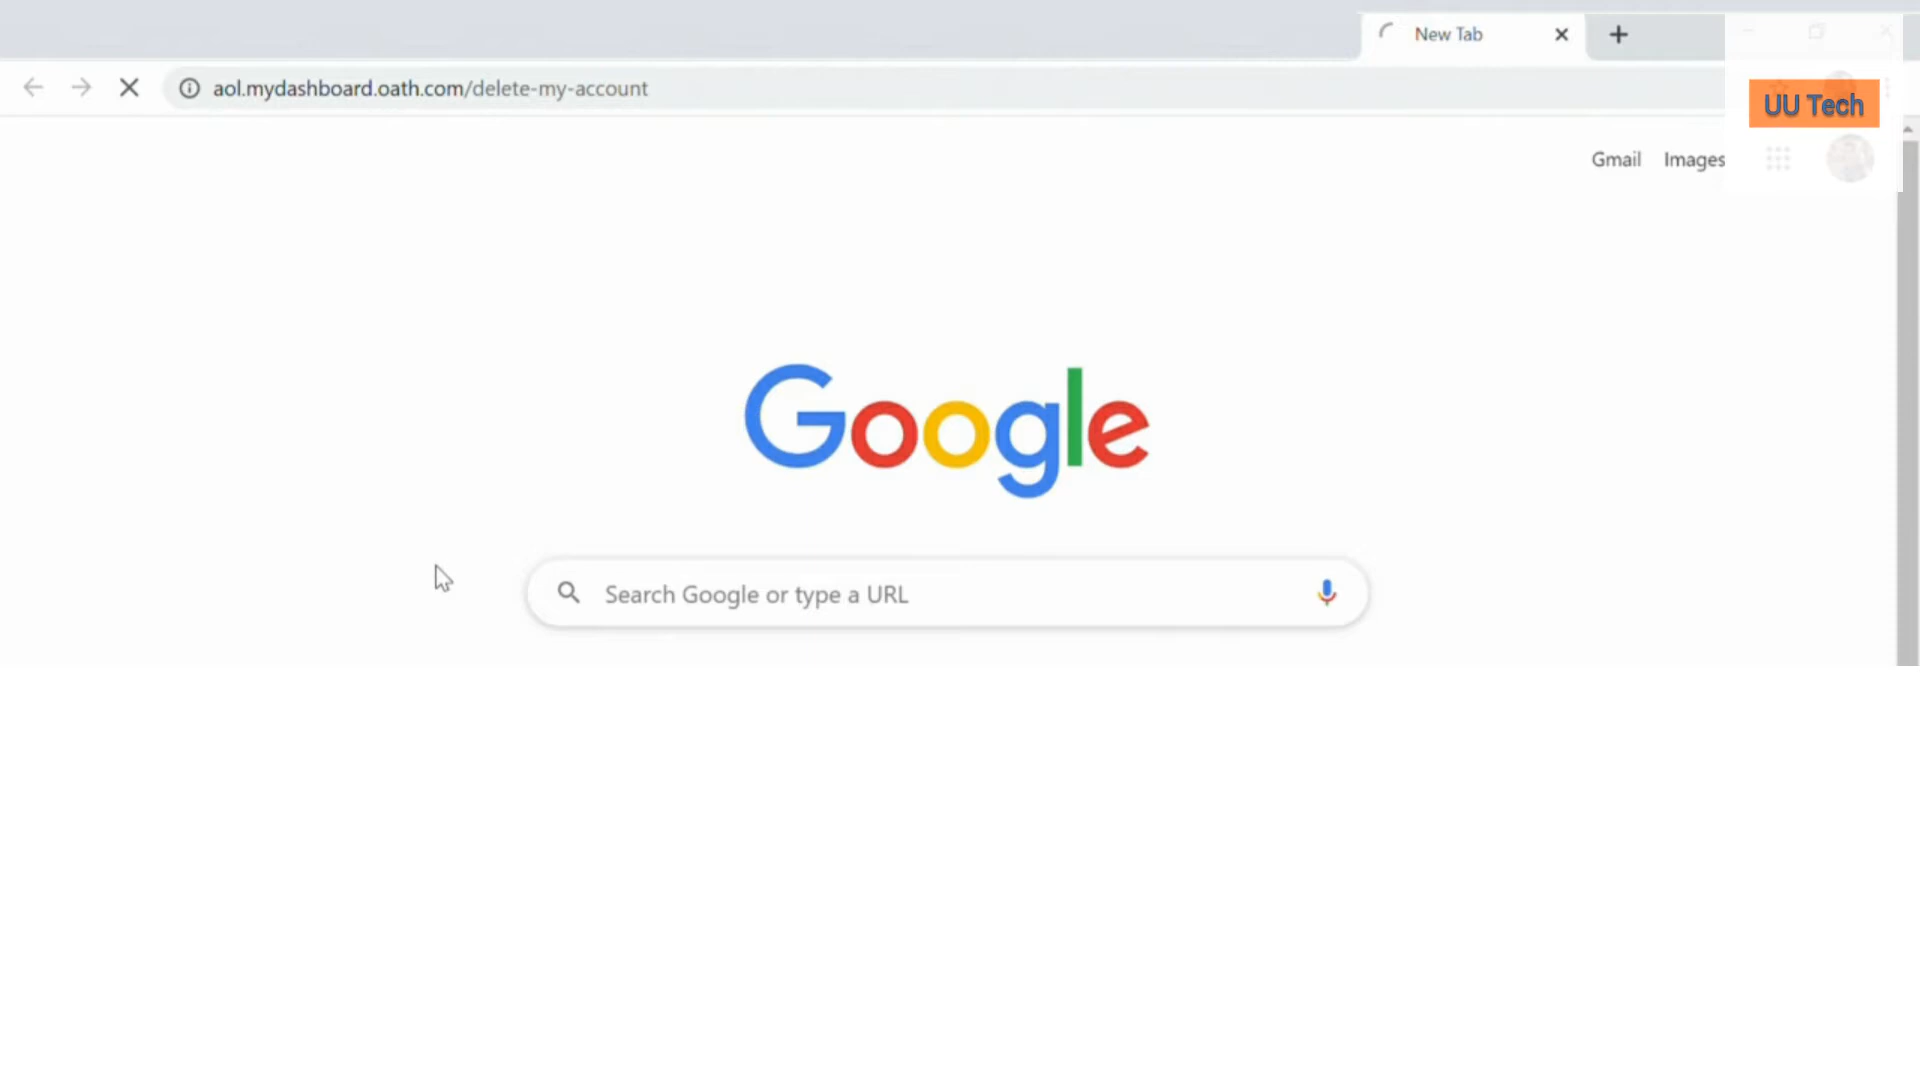 New Tab
aol.mydashboard.oath.com/delete-my-account
UU Tech
Gmail Images
Google
Search Google or type a URL